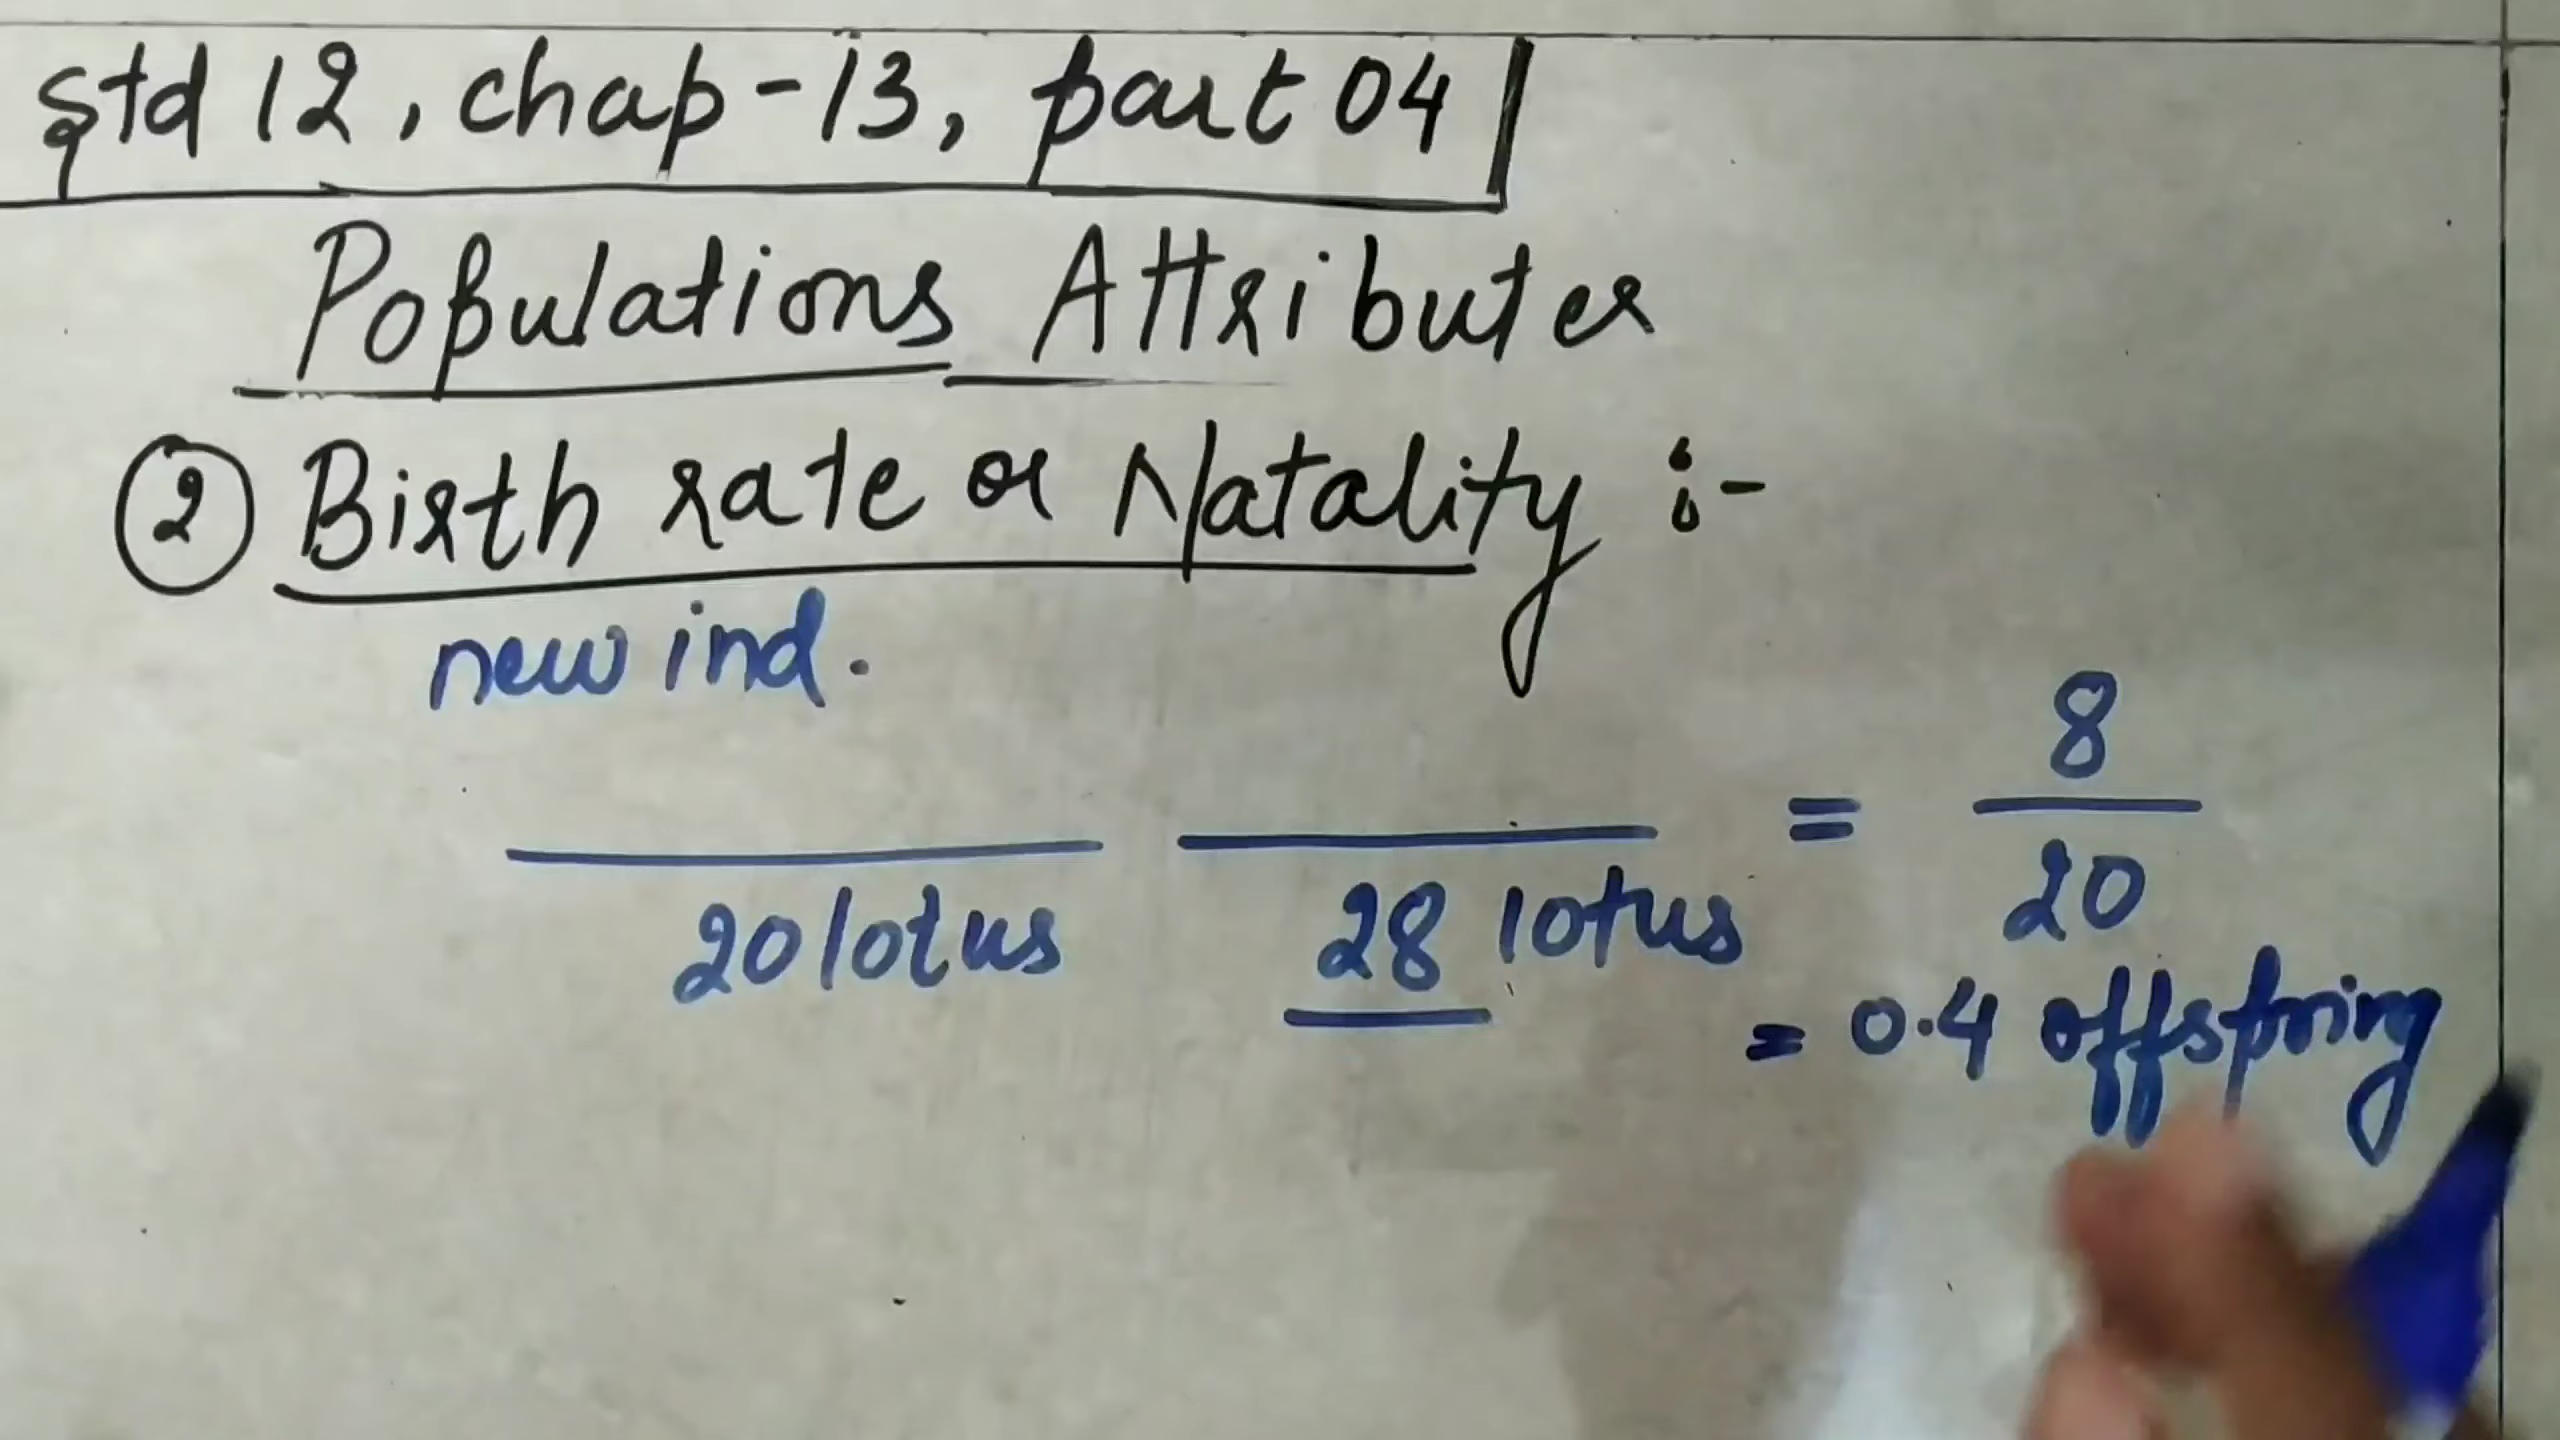 std 12, chap-13, part 04
Populations Attributes
② Birth rate or Natality :-
new ind.
20 lotus
28 lotus
= 8/20
= 0.4 offspring